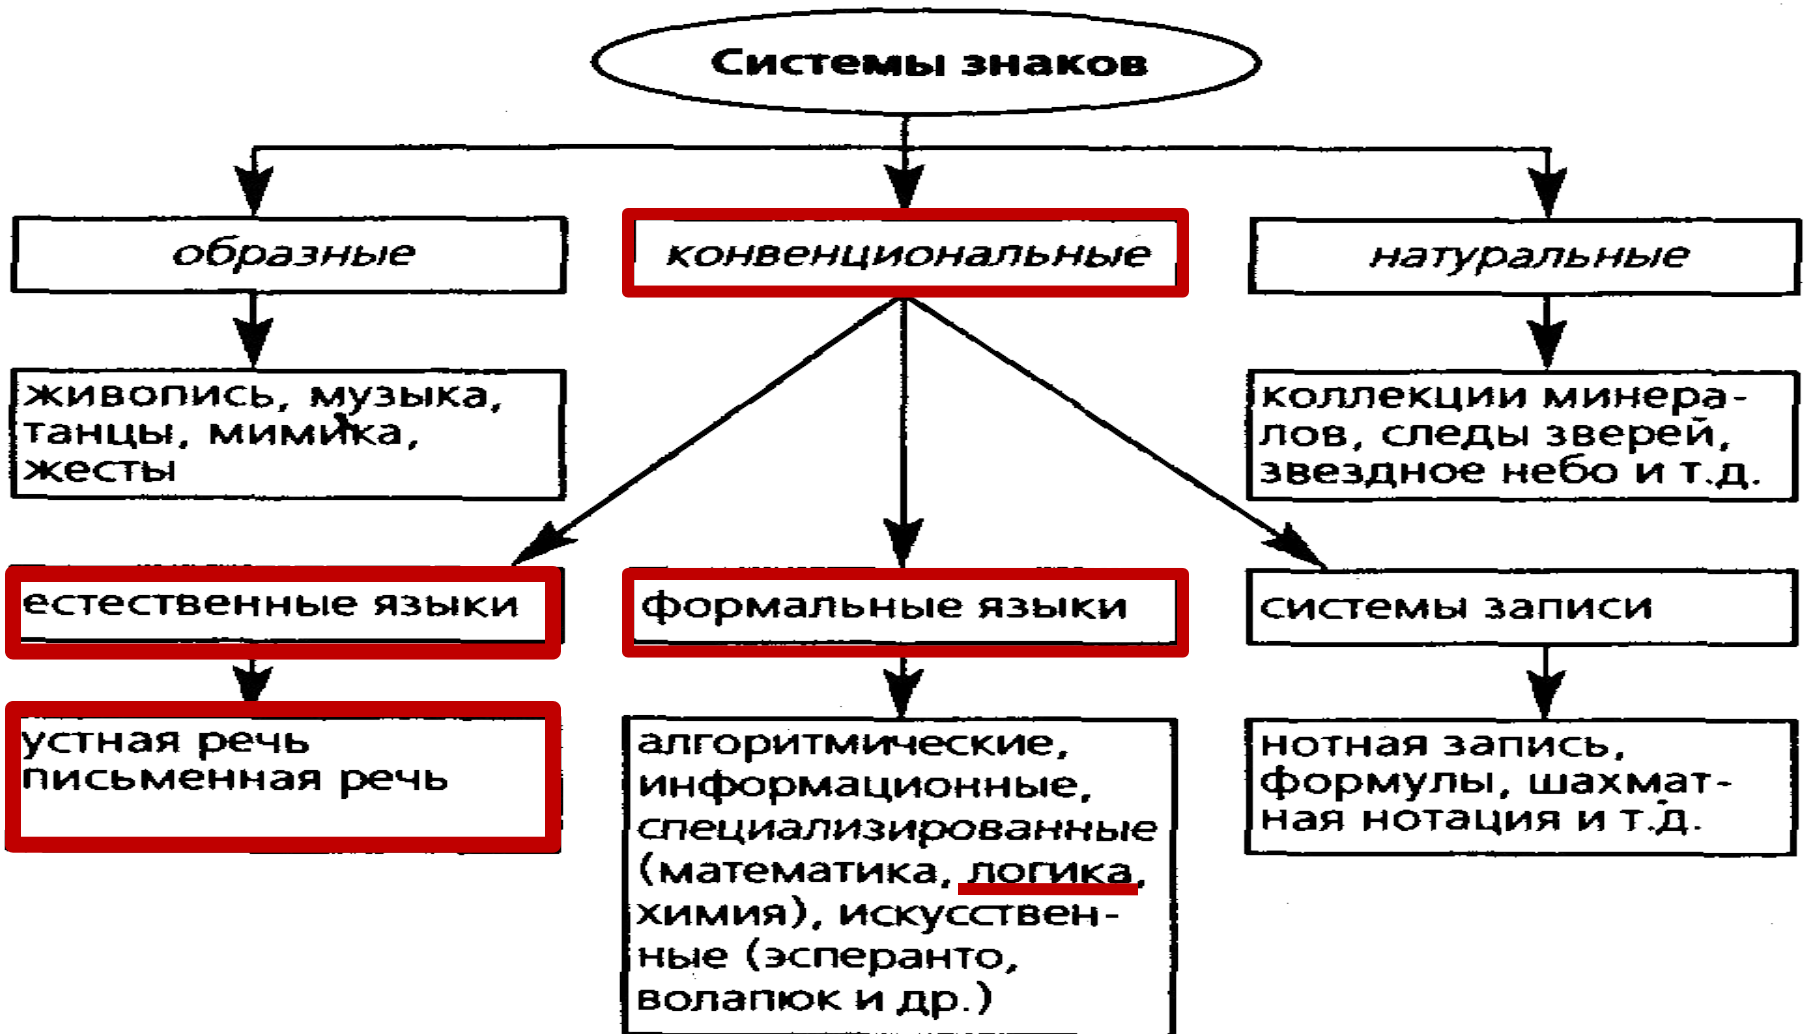 Системы знаков
образные
конвенциональные
натуральные
живопись, музыка,
танцы, мимика,
жесты
коллекции минера-
лов, следы зверей,
звездное небо и т.д.
естественные языки
формальные языки
системы записи
устная речь
письменная речь
алгоритмические,
информационные,
специализированные
(математика, логика,
химия), искусствен-
ные (эсперанто,
волапюк и др.)
нотная запись,
формулы, шахмат-
ная нотация и т.д.